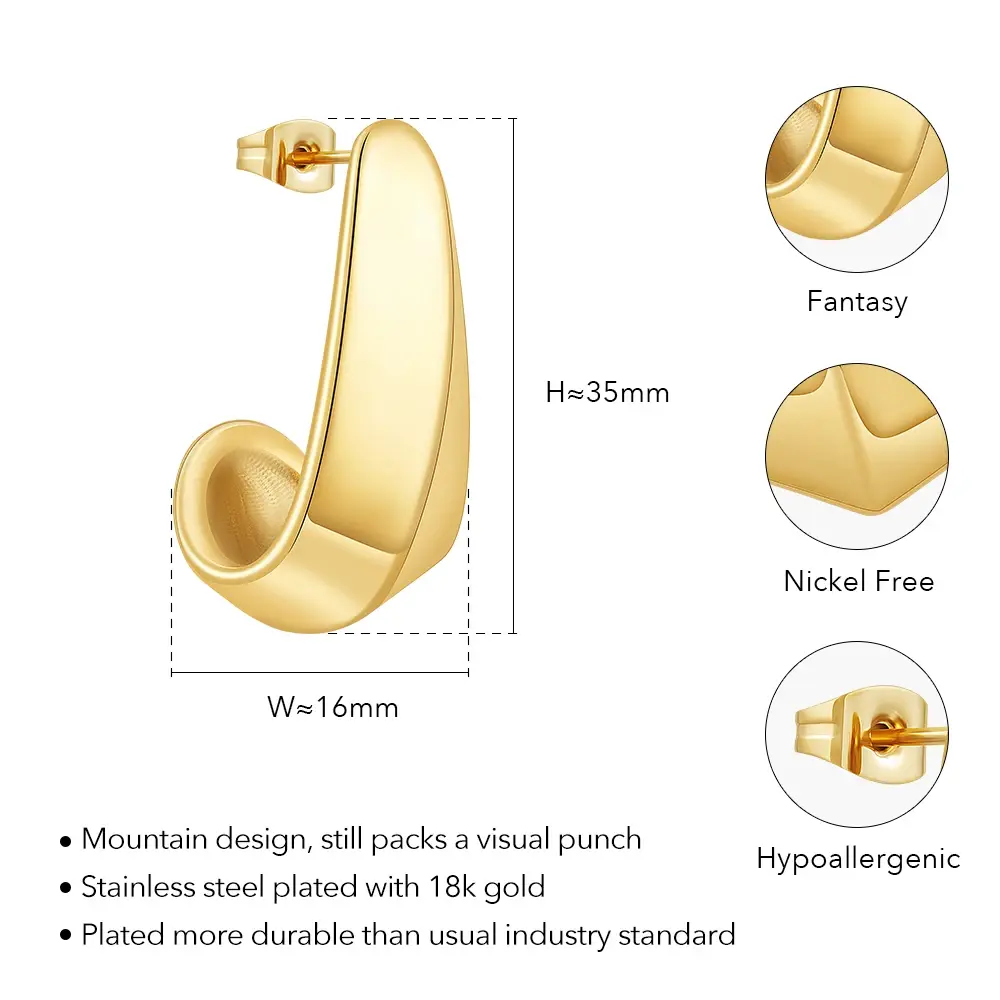 H≈35mm
W≈16mm
Fantasy
Nickel Free
Hypoallergenic
• Mountain design, still packs a visual punch
• Stainless steel plated with 18k gold
• Plated more durable than usual industry standard